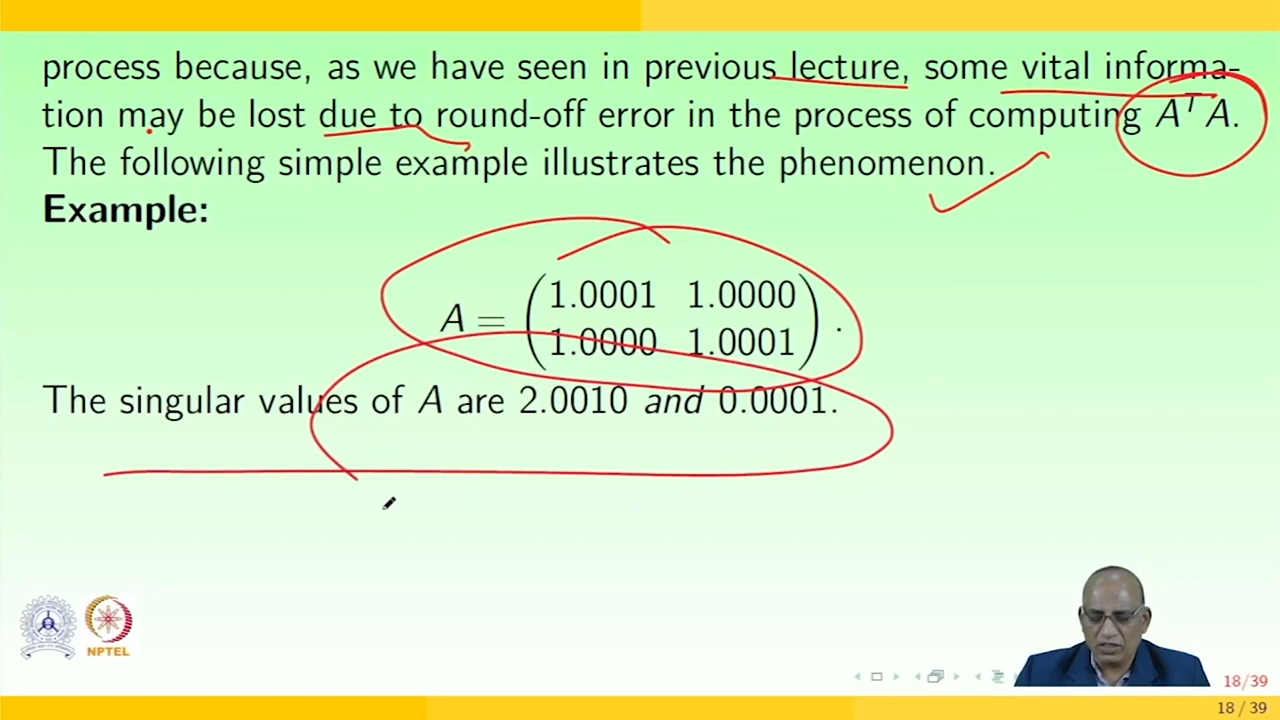 process because, as we have seen in previous lecture, some vital informa-
tion may be lost due to round-off error in the process of computing AᵀA.
The following simple example illustrates the phenomenon.
Example:
A = (1.0001 1.0000
1.0000 1.0001).
The singular values of A are 2.0010 and 0.0001.
NPTEL
18/39
18 / 39